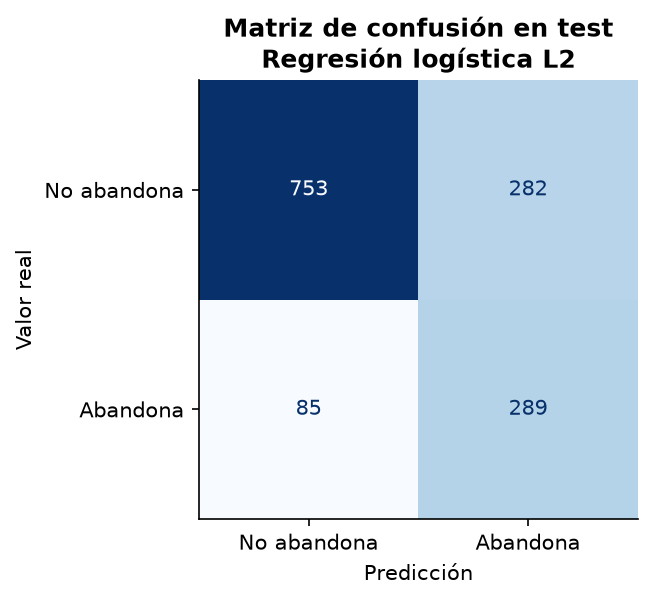 Matriz de confusión en test
Regresión logística L2
No abandona
753
282
Valor real
Abandona
85
289
No abandona
Abandona
Predicción